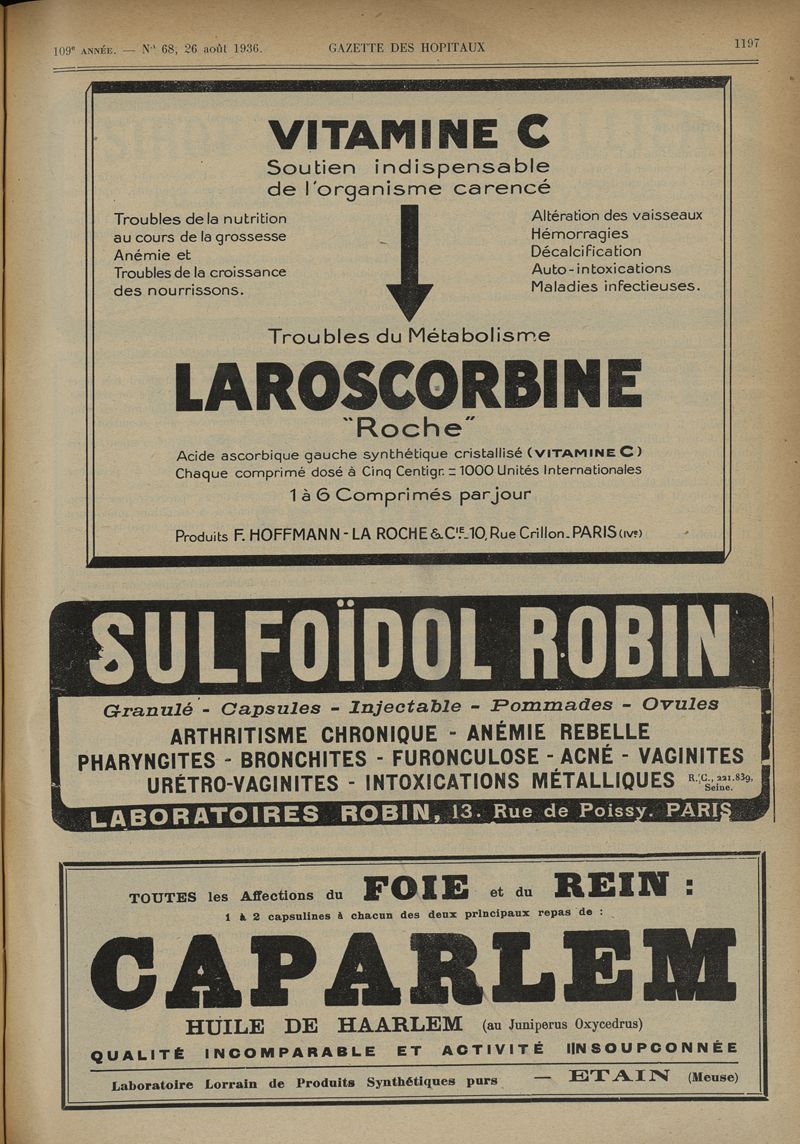 109e ANNÉE. — No 68, 26 août 1936.
GAZETTE DES HOPITAUX
1197
VITAMINE C
Soutien indispensable
de l'organisme carencé
Troubles de la nutrition
au cours de la grossesse
Anémie et
Troubles de la croissance
des nourrissons.
Altération des vaisseaux
Hémorragies
Décalcification
Auto-intoxications
Maladies infectieuses.
Troubles du Métabolisme
LAROSCORBINE
"Roche"
Acide ascorbique gauche synthétique cristallisé (VITAMINE C)
Chaque comprimé dosé à Cinq Centigr. = 1000 Unités Internationales
1 à 6 Comprimés par jour
Produits F. HOFFMANN-LA ROCHE & Cie_10, Rue Crillon_PARIS (IVe)
SULFOÏDOL ROBIN
Granulé - Capsules - Injectable - Pommades - Ovules
ARTHRITISME CHRONIQUE - ANÉMIE REBELLE
PHARYNGITES - BRONCHITES - FURONCULOSE - ACNÉ - VAGINITES
URÉTRO-VAGINITES - INTOXICATIONS MÉTALLIQUES R. C., 221.839, Seine.
LABORATOIRES ROBIN, 13. Rue de Poissy. PARIS
TOUTES les Affections du FOIE et du REIN :
1 à 2 capsulines à chacun des deux principaux repas de :
CAPARLEM
HUILE DE HAARLEM (au Juniperus Oxycedrus)
QUALITÉ INCOMPARABLE ET ACTIVITÉ INSOUPCONNÉE
Laboratoire Lorrain de Produits Synthétiques purs — ETAIN (Meuse)